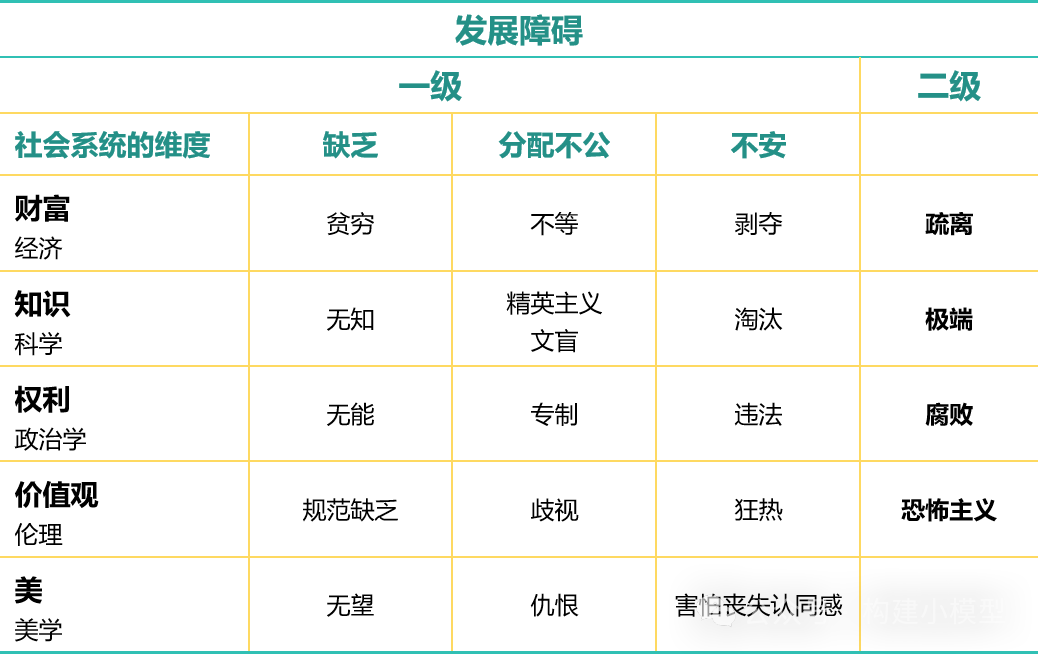 发展障碍
一级 二级
社会系统的维度 缺乏 分配不公 不安
财富
经济
贫穷 不等 剥夺 疏离
知识
科学
无知
精英主义
文盲
淘汰 极端
权利
政治学
无能 专制 违法 腐败
价值观
伦理
规范缺乏 歧视 狂热 恐怖主义
美
美学
无望 仇恨 害怕丧失认同感
构建小模型